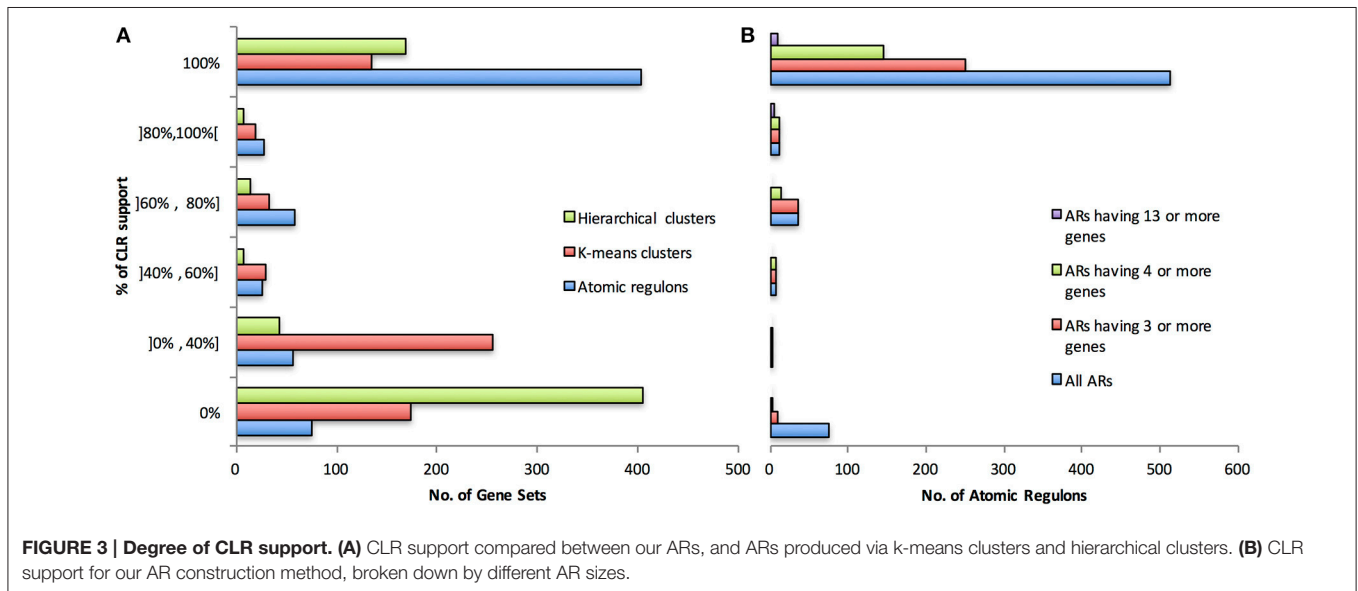 A
100%
]80%,100%[
]60% , 80%]
]40% ,60%]
]0% , 40%]
0%
% of CLR support
Hierarchical clusters
K-means clusters
Atomic regulons
0 100 200 300 400 500
No. of Gene Sets
B
ARs having 13 or more
genes
ARs having 4 or more
genes
ARs having 3 or more
genes
All ARs
0 100 200 300 400 500 600
No. of Atomic Regulons
FIGURE 3 | Degree of CLR support. (A) CLR support compared between our ARs, and ARs produced via k-means clusters and hierarchical clusters. (B) CLR
support for our AR construction method, broken down by different AR sizes.